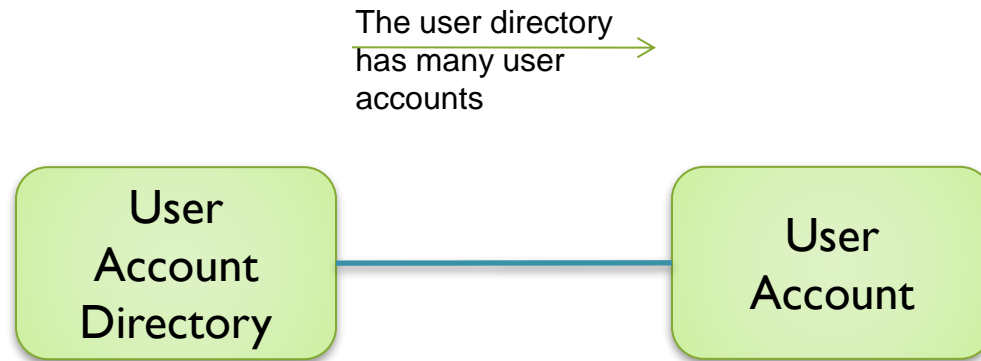 The user directory
has many user
accounts
User
Account
Directory
User
Account